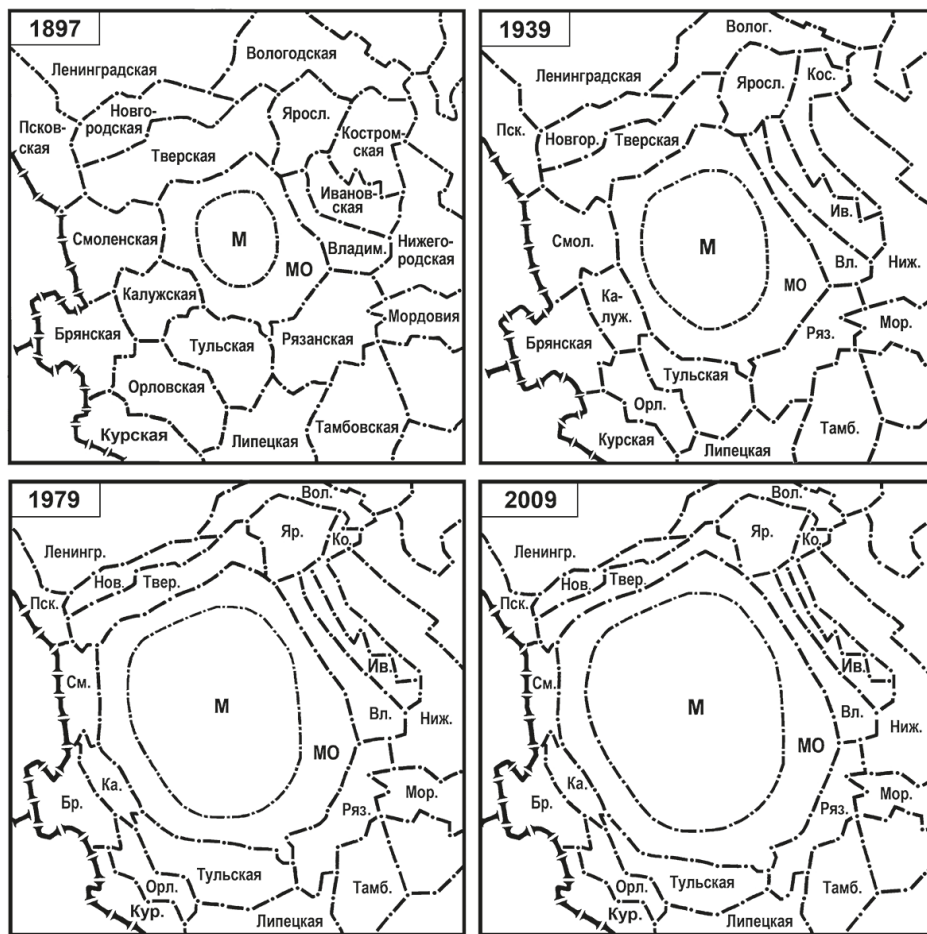 1897
Вологодская
Ленинградская
Новго-
родская
Яросл.
Псков-
ская
Костром-
ская
Тверская
Иванов-
ская
Смоленская
М
Владим.
Нижего-
родская
МО
Калужская
Мордовия
Брянская
Тульская
Рязанская
Орловская
Курская
Липецкая
Тамбовская
1939
Волог.
Ленинградская
Яросл.
Кос.
Пск.
Новгор.
Тверская
Ив.
Смол.
М
Вл.
Ниж.
МО
Ка-
луж.
Брянская
Ряз.
Мор.
Тульская
Орл.
Курская
Липецкая
Тамб.
1979
Вол.
Яр.
Ко.
Ленингр.
Нов.
Твер.
Пск.
Ив.
См.
М
Вл.
Ниж.
МО
Ка.
Бр.
Мор.
Ряз.
Тульская
Орл.
Тамб.
Кур.
Липецкая
2009
Вол.
Яр.
Ко.
Ленингр.
Нов.
Твер.
Пск.
Ив.
См.
М
Вл.
Ниж.
МО
Ка.
Бр.
Мор.
Ряз.
Тульская
Орл.
Тамб.
Кур.
Липецкая